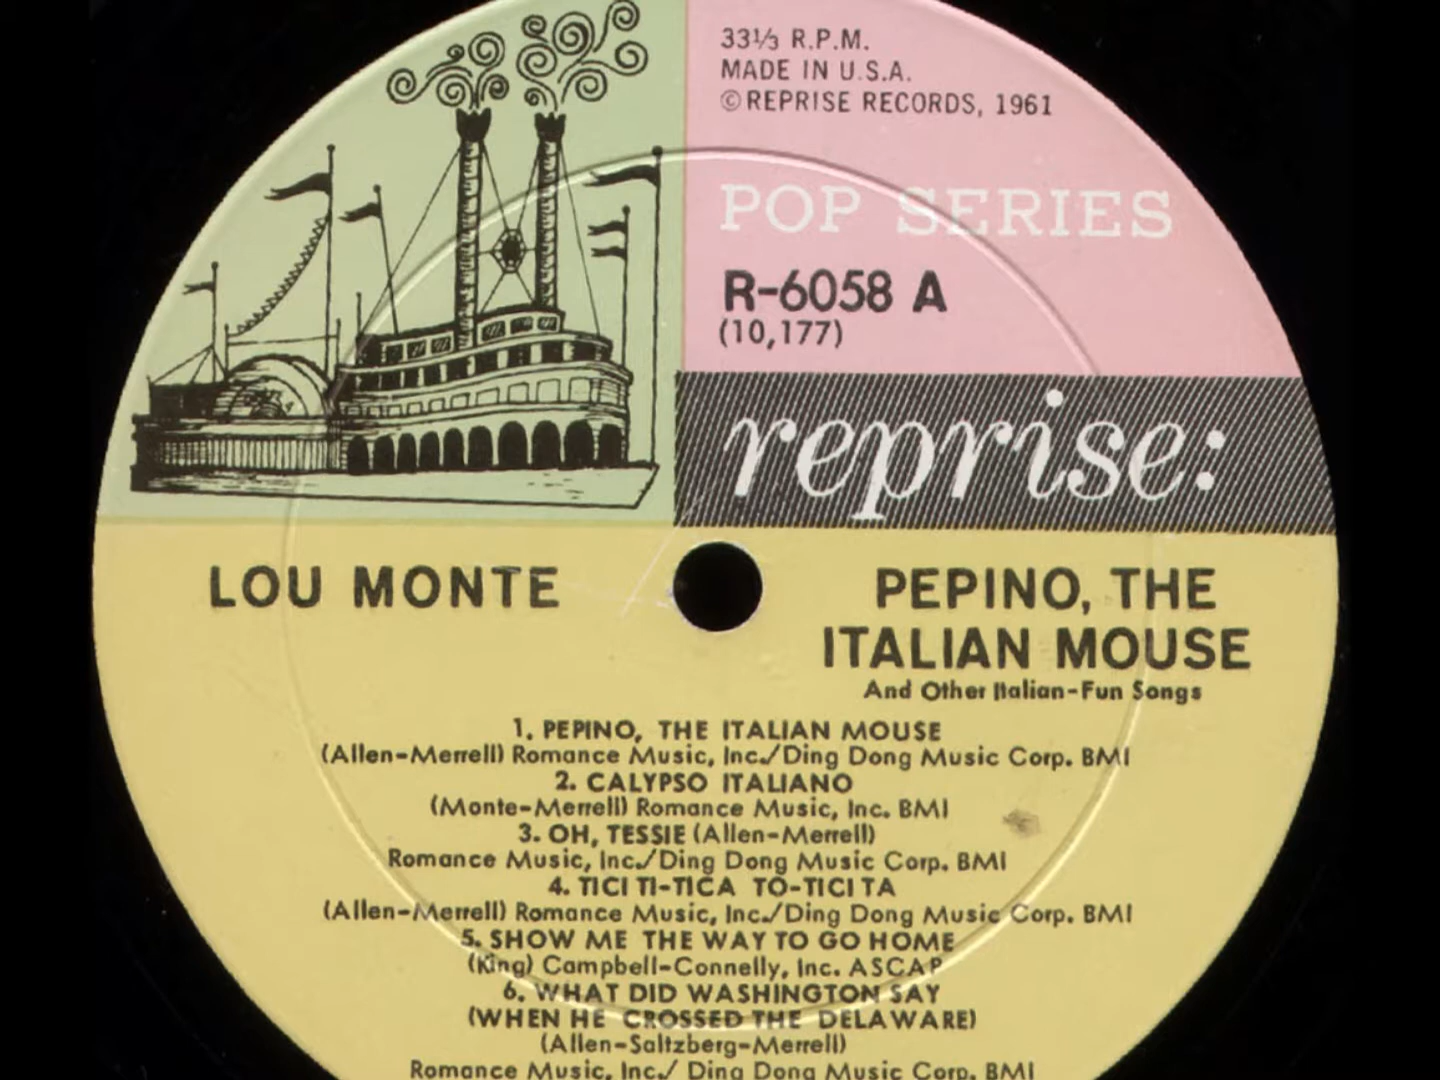 33⅓ R.P.M.
MADE IN U.S.A.
©REPRISE RECORDS, 1961
POP SERIES
R-6058 A
(10,177)
reprise:
LOU MONTE
PEPINO, THE
ITALIAN MOUSE
And Other Italian-Fun Songs
1. PEPINO, THE ITALIAN MOUSE
(Allen-Merrell) Romance Music, Inc./Ding Dong Music Corp. BMI
2. CALYPSO ITALIANO
(Monte-Merrell) Romance Music, Inc. BMI
3. OH, TESSIE (Allen-Merrell)
Romance Music, Inc./Ding Dong Music Corp. BMI
4. TICI TI-TICA TO-TICI TA
(Allen-Merrell) Romance Music, Inc./Ding Dong Music Corp. BMI
5. SHOW ME THE WAY TO GO HOME
(King) Campbell-Connelly, Inc. ASCAP
6. WHAT DID WASHINGTON SAY
(WHEN HE CROSSED THE DELAWARE)
(Allen-Saltzberg-Merrell)
Romance Music, Inc./ Ding Dong Music Corp. BMI